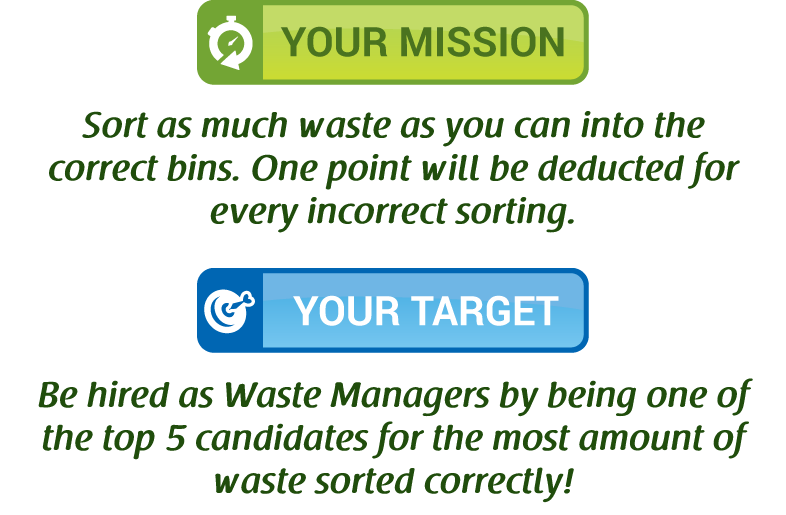 YOUR MISSION
Sort as much waste as you can into the
correct bins. One point will be deducted for
every incorrect sorting.
YOUR TARGET
Be hired as Waste Managers by being one of
the top 5 candidates for the most amount of
waste sorted correctly!